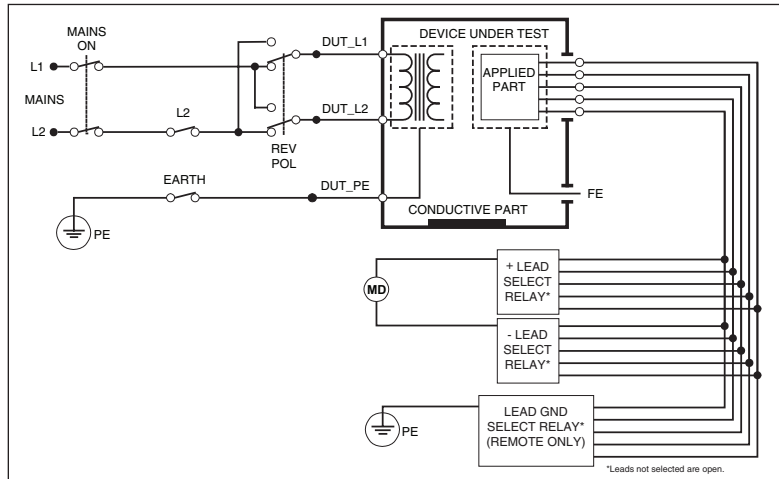 MAINS
ON
L1
MAINS
L2
L2
REV
POL
DUT_L1
DUT_L2
DUT_PE
EARTH
PE
DEVICE UNDER TEST
APPLIED
PART
FE
CONDUCTIVE PART
MD
+ LEAD
SELECT
RELAY*
- LEAD
SELECT
RELAY*
PE
LEAD GND
SELECT RELAY*
(REMOTE ONLY)
*Leads not selected are open.